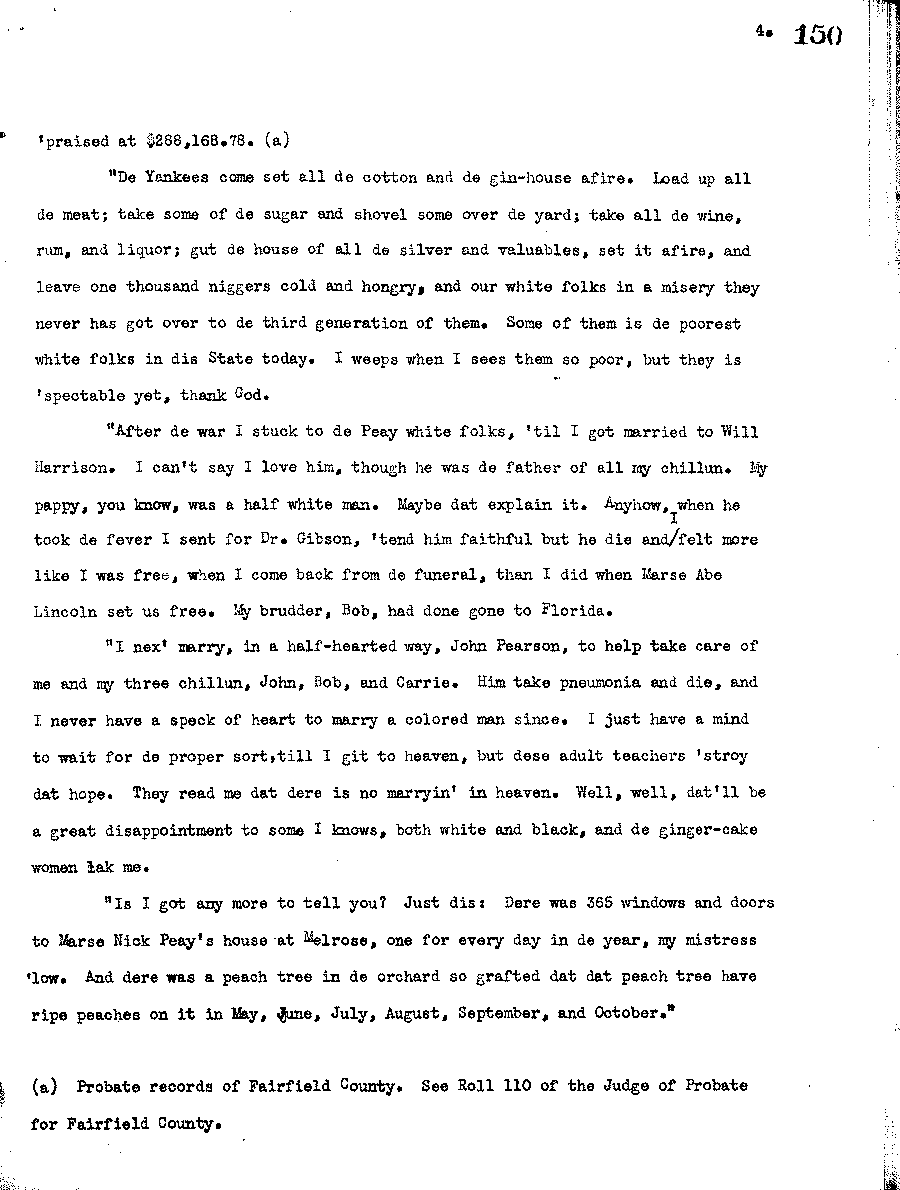 4. 150
'praised at $288,168.78. (a)
"De Yankees come set all de cotton and de gin-house afire. Load up all
de meat; take some of de sugar and shovel some over de yard; take all de wine,
rum, and liquor; gut de house of all de silver and valuables, set it afire, and
leave one thousand niggers cold and hongry, and our white folks in a misery they
never has got over to de third generation of them. Some of them is de poorest
white folks in dis State today. I weeps when I sees them so poor, but they is
'spectable yet, thank God.
"After de war I stuck to de Peay white folks, 'til I got married to Will
Harrison. I can't say I love him, though he was de father of all my chillun. My
pappy, you know, was a half white man. Maybe dat explain it. Anyhow, when he
took de fever I sent for Dr. Gibson, 'tend him faithful but he die and/I felt more
like I was free, when I come back from de funeral, than I did when Marse Abe
Lincoln set us free. My brudder, Bob, had done gone to Florida.
"I nex' marry, in a half-hearted way, John Pearson, to help take care of
me and my three chillun, John, Bob, and Carrie. Him take pneumonia and die, and
I never have a speck of heart to marry a colored man since. I just have a mind
to wait for de proper sort,till I git to heaven, but dese adult teachers 'stroy
dat hope. They read me dat dere is no marryin' in heaven. Well, well, dat'll be
a great disappointment to some I knows, both white and black, and de ginger-cake
women lak me.
"Is I got any more to tell you? Just dis: Dere was 365 windows and doors
to Marse Nick Peay's house at Melrose, one for every day in de year, my mistress
'low. And dere was a peach tree in de orchard so grafted dat dat peach tree have
ripe peaches on it in May, June, July, August, September, and October."
(a) Probate records of Fairfield County. See Roll 110 of the Judge of Probate
for Fairfield County.